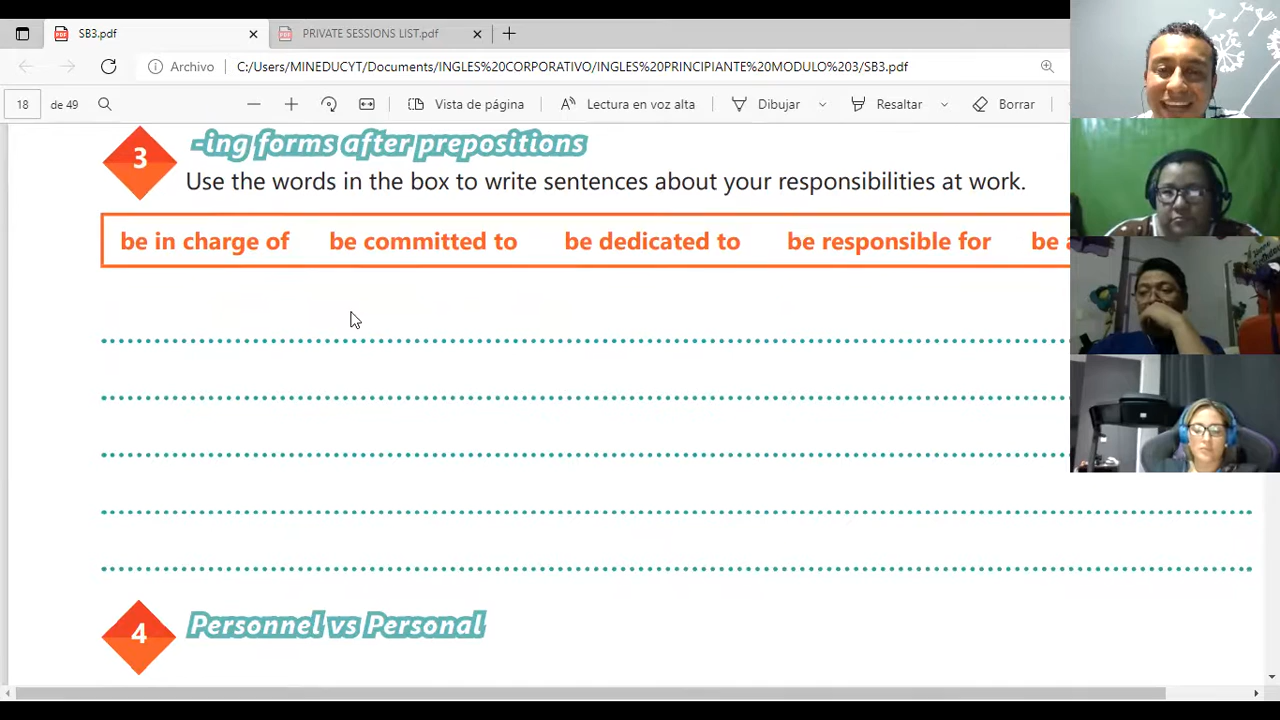 SB3.pdf
PRIVATE SESSIONS LIST.pdf
Archivo C:/Users/MINEDUCYT/Documents/INGLES%20CORPORATIVO/INGLES%20PRINCIPIANTE%20MODULO%203/SB3.pdf
18 de 49 Vista de página Lectura en voz alta Dibujar Resaltar Borrar
3 -ing forms after prepositions
Use the words in the box to write sentences about your responsibilities at work.
be in charge of be committed to be dedicated to be responsible for be
4 Personnel vs Personal